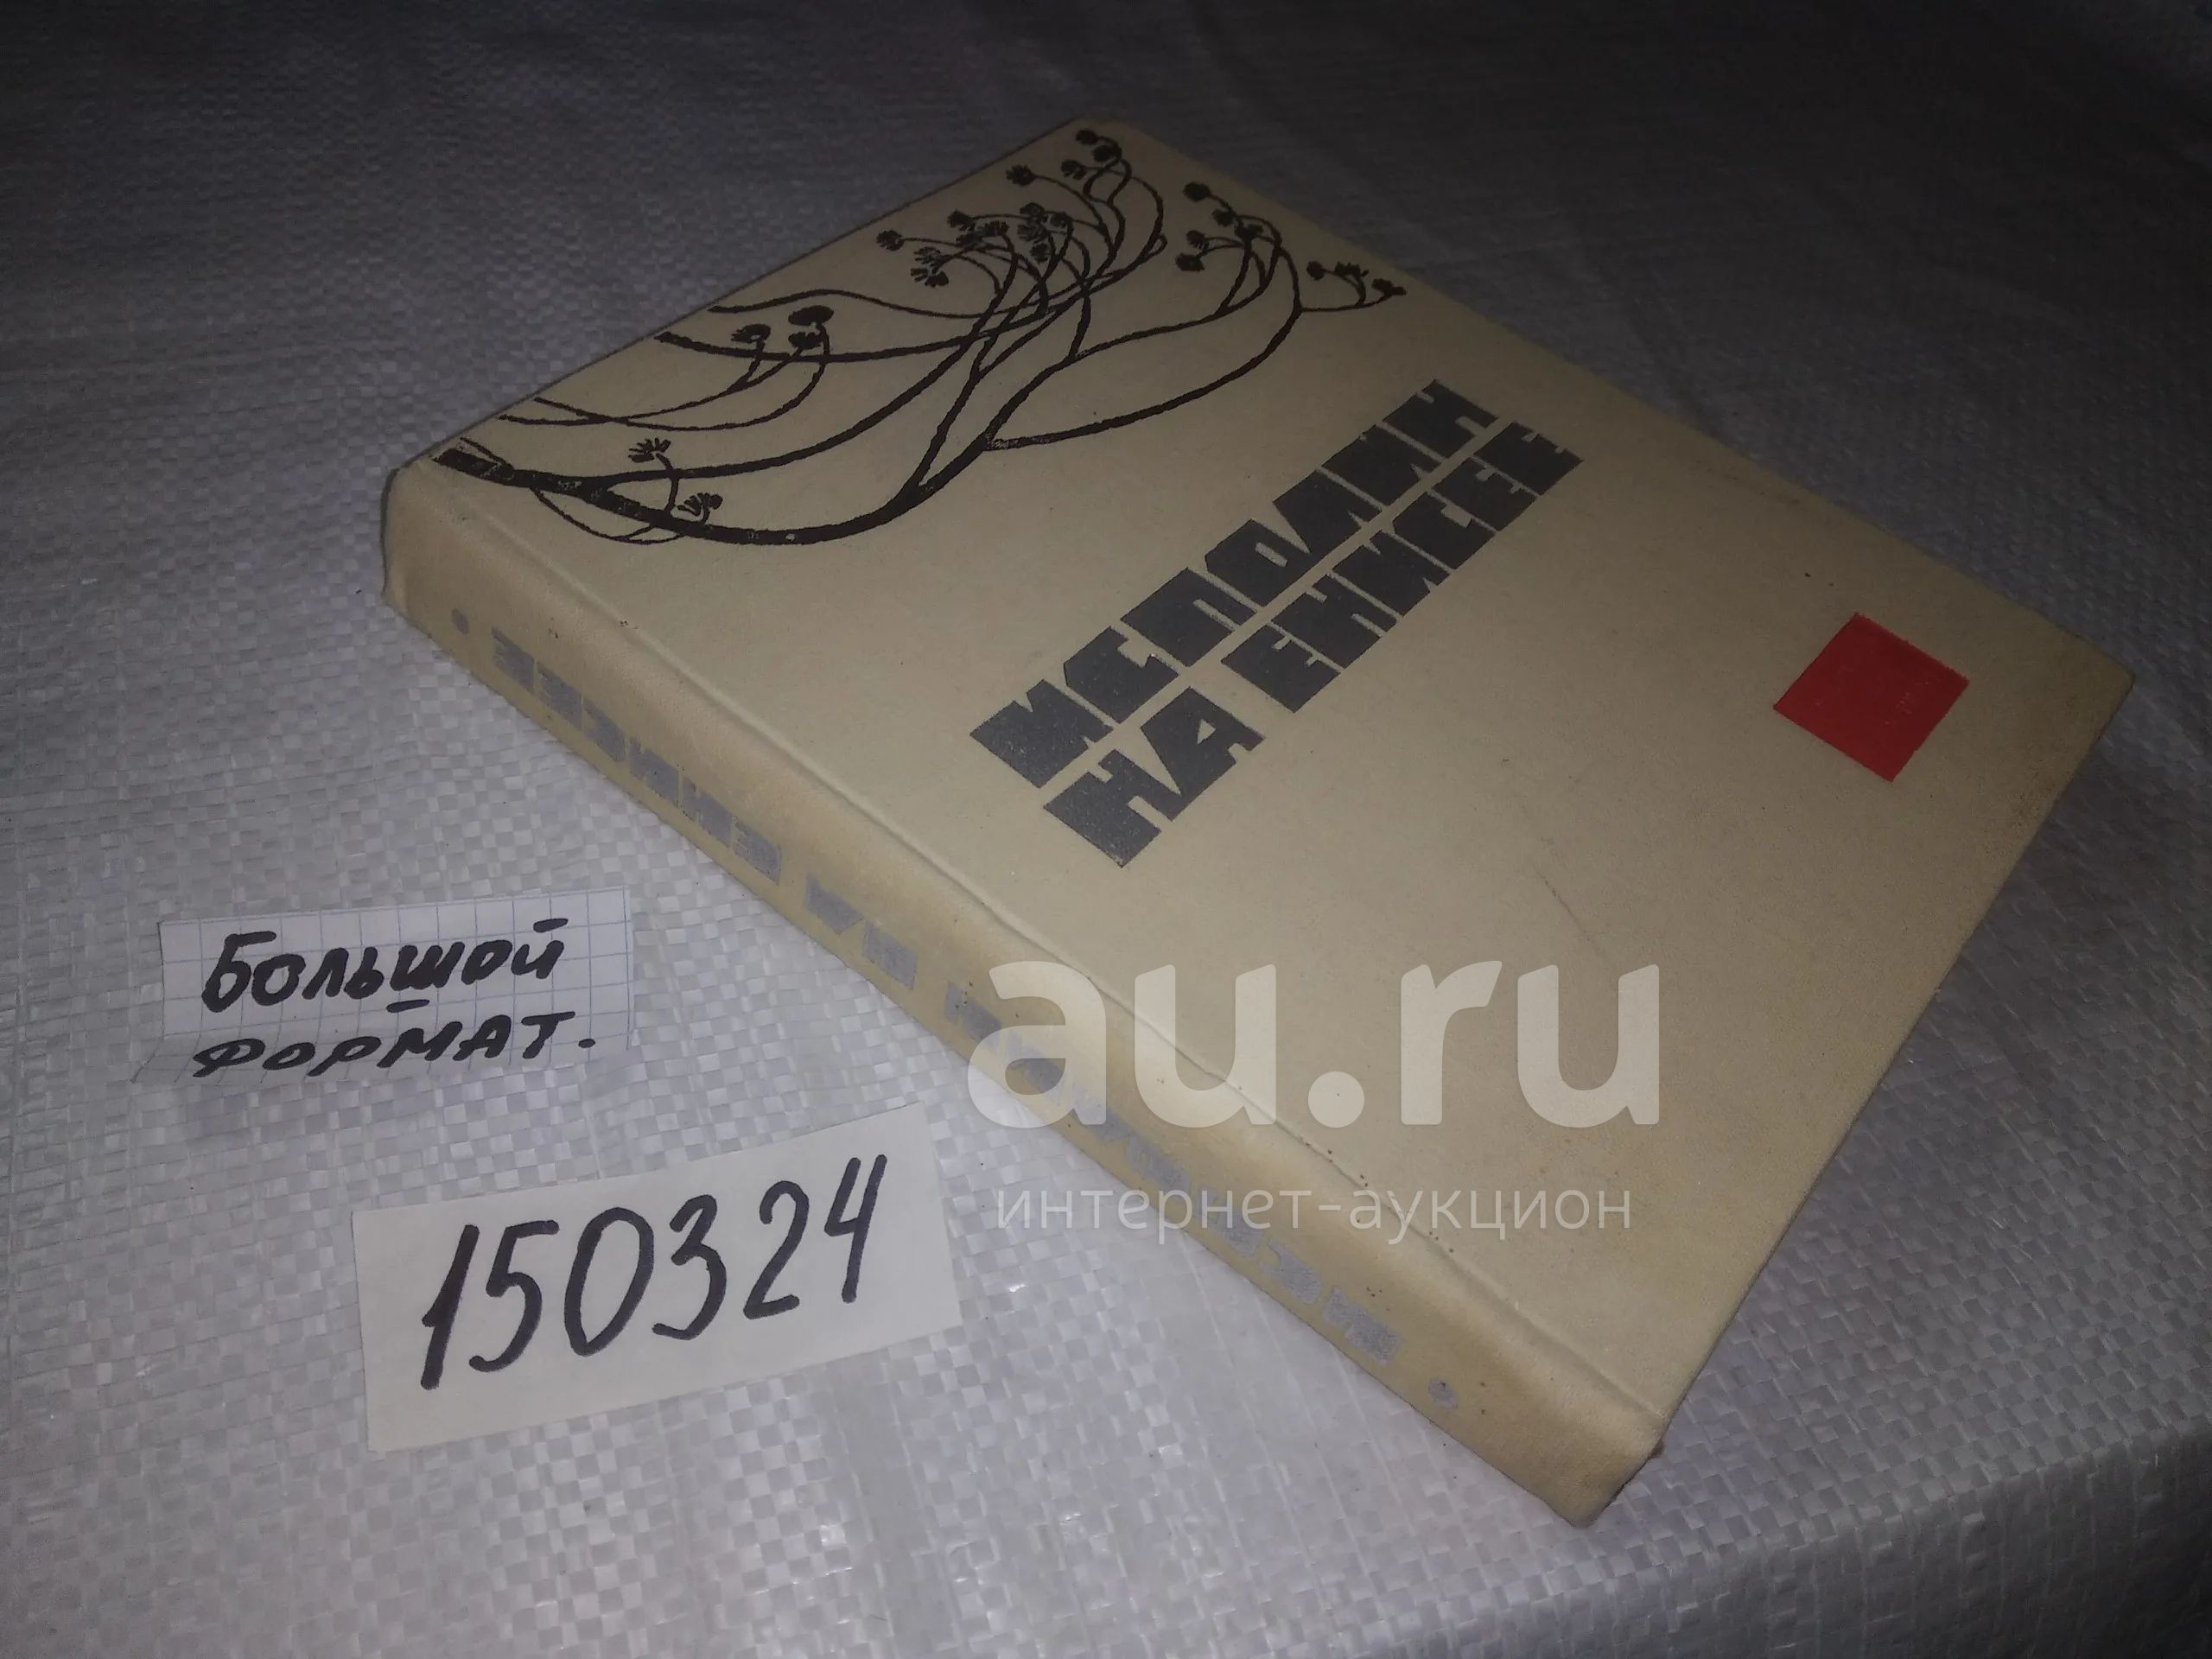 ИСПОЛИН
НА ЕНИСЕЕ
ИСПОЛИН НА ЕНИСЕЕ
Большой
формат.
150324
au.ru
интернет-аукцион